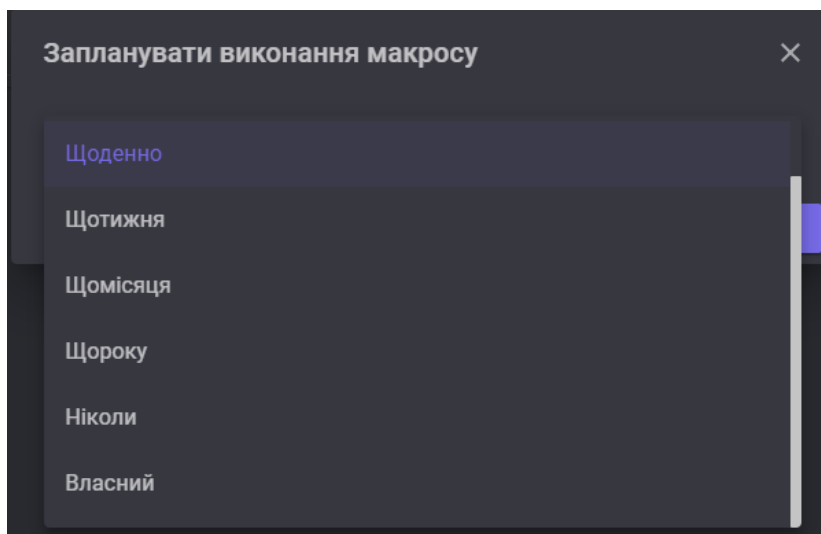 Запланувати виконання макросу
Щоденно
Щотижня
Щомісяця
Щороку
Ніколи
Власний